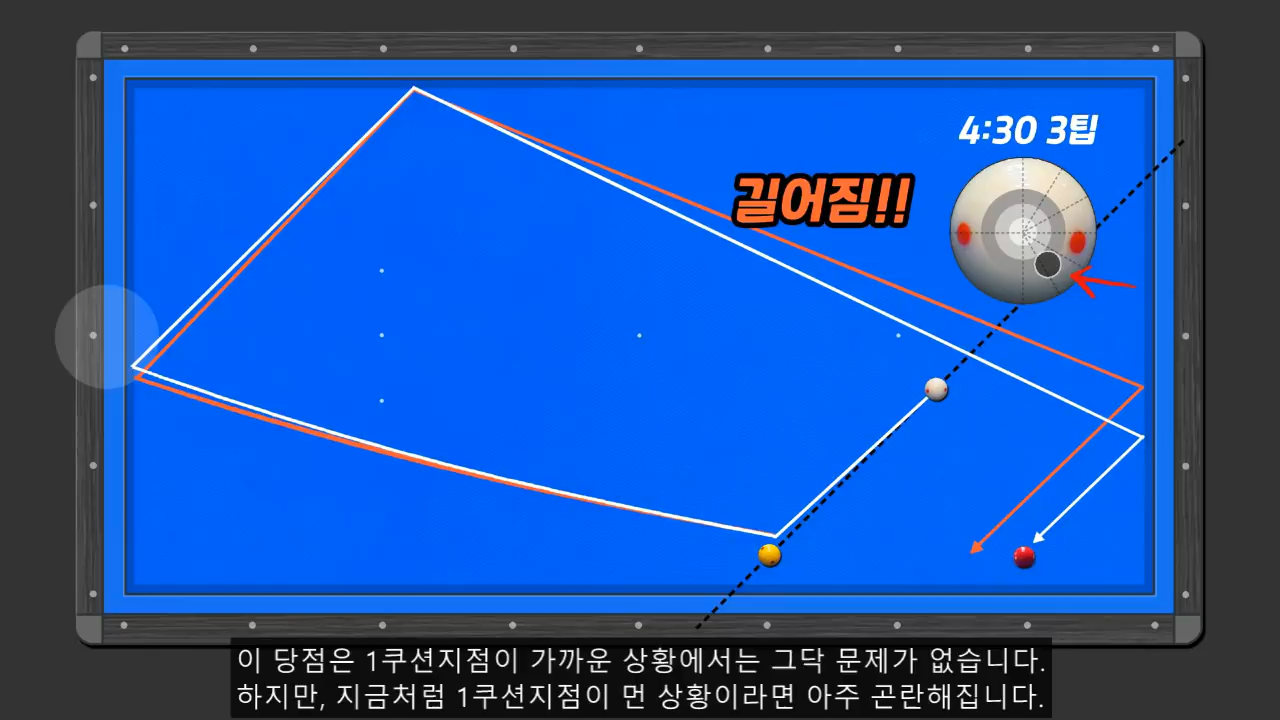 4:30 3팁
길어짐!!
이 당점은 1쿠션지점이 가까운 상황에서는 그닥 문제가 없습니다.
하지만, 지금처럼 1쿠션지점이 먼 상황이라면 아주 곤란해집니다.